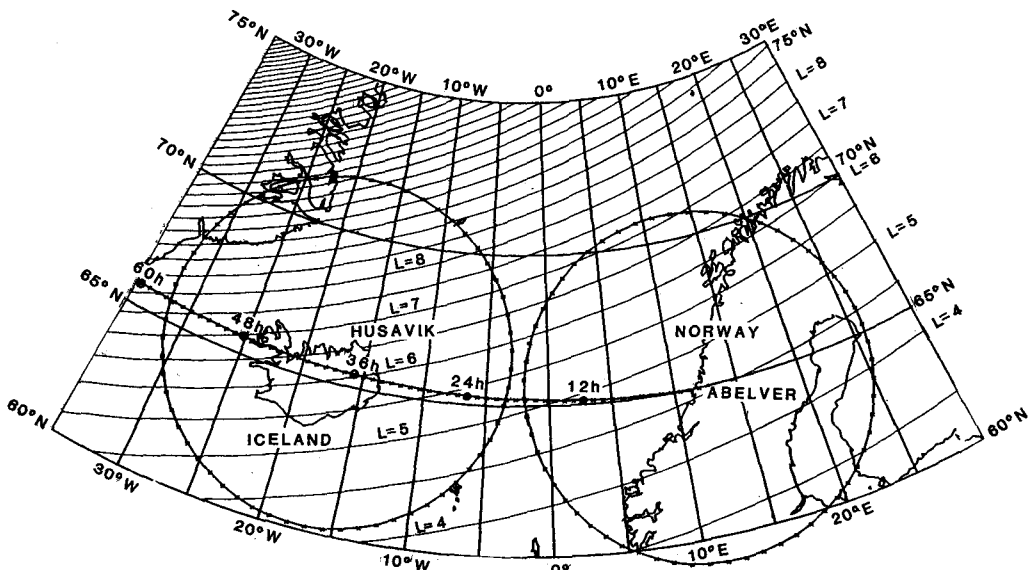 75°N
30°W
20°W
10°W
0°
10°E
20°E
30°E
75°N
L=8
L=7
70°N
70°N
L=6
L=5
L=8
60h
65°N
65°N
L=4
L=7
48h
HUSAVIK
NORWAY
L=6
36h
24h
12h
ABELVER
60°N
L=5
ICELAND
60°N
30°W
20°W
L=4
20°E
10°W
10°E
0°